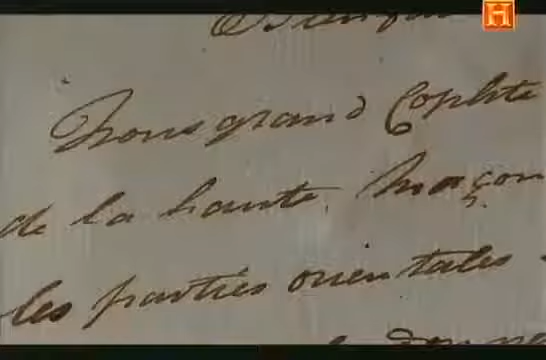 H
Nous grand Cophte
de la haute Maçon
les parties orientales